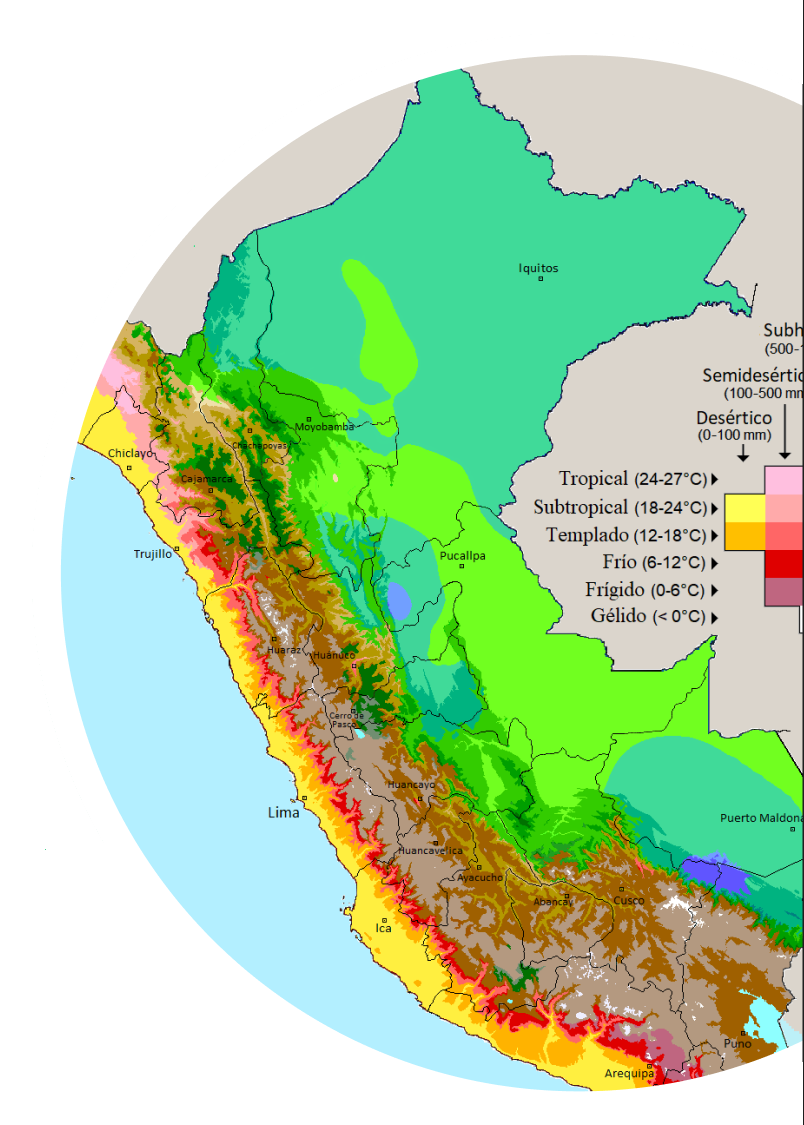 Iquitos
Subh
(500-1
Semidesértic
(100-500 mm
Desértico
(0-100 mm)
Moyobamba
Chachapoyas
Chiclayo
Cajamarca
Tropical (24-27°C)
Subtropical (18-24°C)
Templado (12-18°C)
Trujillo
Pucallpa
Frío (6-12°C)
Frígido (0-6°C)
Gélido (< 0°C)
Huaraz
Huánuco
Cerro de
Pasco
Huancayo
Lima
Puerto Maldona
Huancavelica
Ayacucho
Abancay
Cusco
Ica
Puno
Arequipa